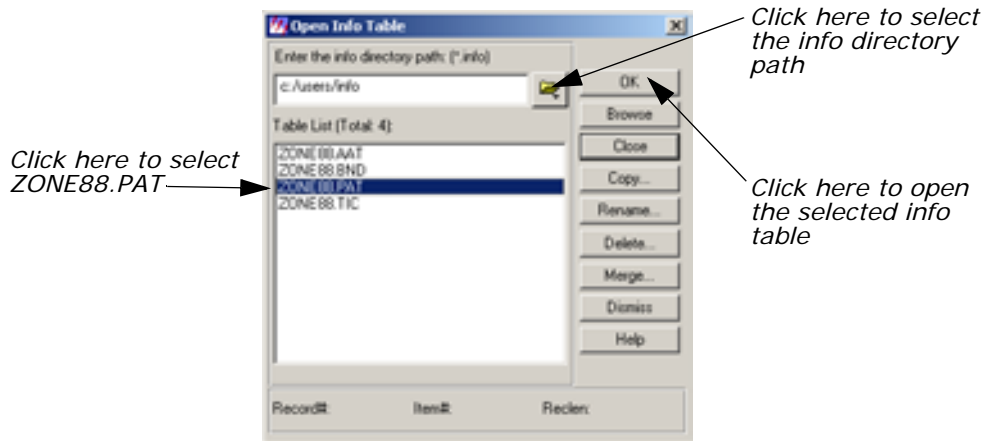 Open Info Table
Click here to select
the info directory
path
Enter the info directory path: (*.info)
c:/users/info
OK
Browse
Table List (Total: 4):
Close
Click here to select
ZONE88.PAT
ZONE88.AAT
ZONE88.BND
ZONE88.PAT
ZONE88.TIC
Copy...
Rename...
Click here to open
the selected info
table
Delete...
Merge...
Dismiss
Help
Record#:
Item#:
Reclen: